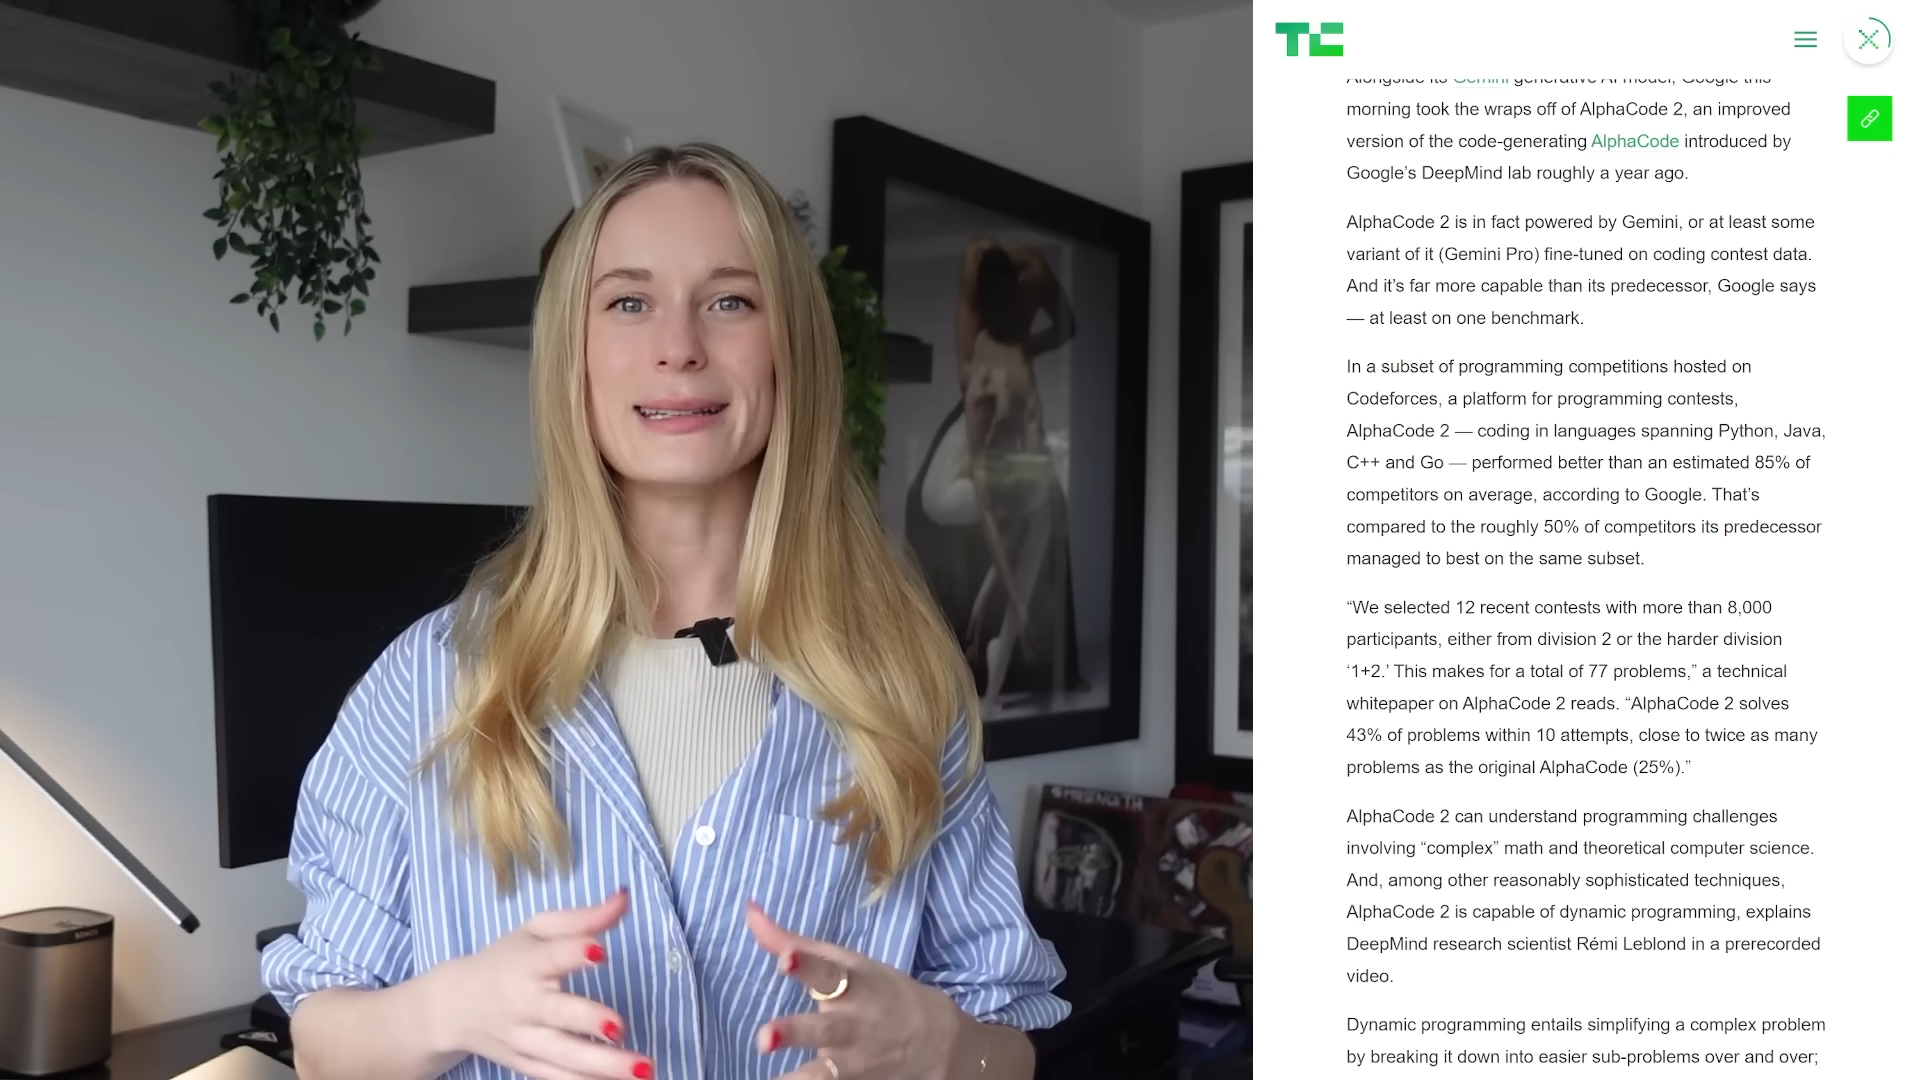 TC
Alongside its Gemini generative AI model, Google this
morning took the wraps off of AlphaCode 2, an improved
version of the code-generating AlphaCode introduced by
Google’s DeepMind lab roughly a year ago.
AlphaCode 2 is in fact powered by Gemini, or at least some
variant of it (Gemini Pro) fine-tuned on coding contest data.
And it’s far more capable than its predecessor, Google says
— at least on one benchmark.
In a subset of programming competitions hosted on
Codeforces, a platform for programming contests,
AlphaCode 2 — coding in languages spanning Python, Java,
C++ and Go — performed better than an estimated 85% of
competitors on average, according to Google. That’s
compared to the roughly 50% of competitors its predecessor
managed to best on the same subset.
“We selected 12 recent contests with more than 8,000
participants, either from division 2 or the harder division
‘1+2.’ This makes for a total of 77 problems,” a technical
whitepaper on AlphaCode 2 reads. “AlphaCode 2 solves
43% of problems within 10 attempts, close to twice as many
problems as the original AlphaCode (25%).”
AlphaCode 2 can understand programming challenges
involving “complex” math and theoretical computer science.
And, among other reasonably sophisticated techniques,
AlphaCode 2 is capable of dynamic programming, explains
DeepMind research scientist Rémi Leblond in a prerecorded
video.
Dynamic programming entails simplifying a complex problem
by breaking it down into easier sub-problems over and over;
SONOS